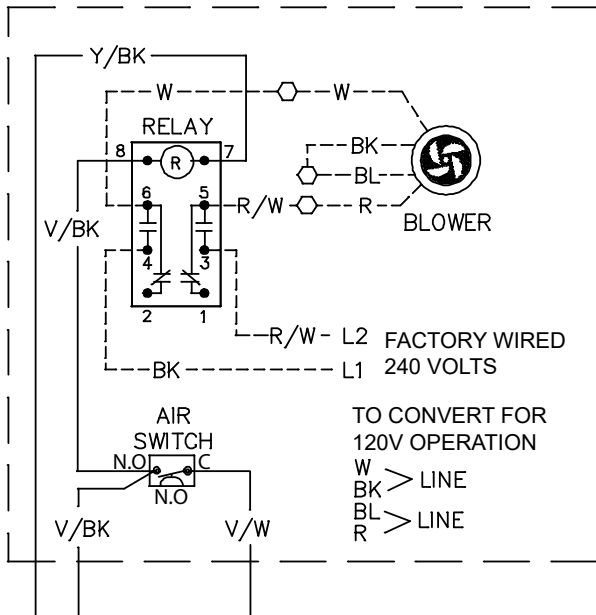 Y/BK
W W
RELAY
8 R 7
BK
BL
6 5
R/W R
BLOWER
V/BK
4 3
2 1
R/W L2 FACTORY WIRED
BK L1 240 VOLTS
AIR
SWITCH
N.O C
N.O
TO CONVERT FOR
120V OPERATION
W
BK > LINE
BL
R > LINE
V/BK V/W